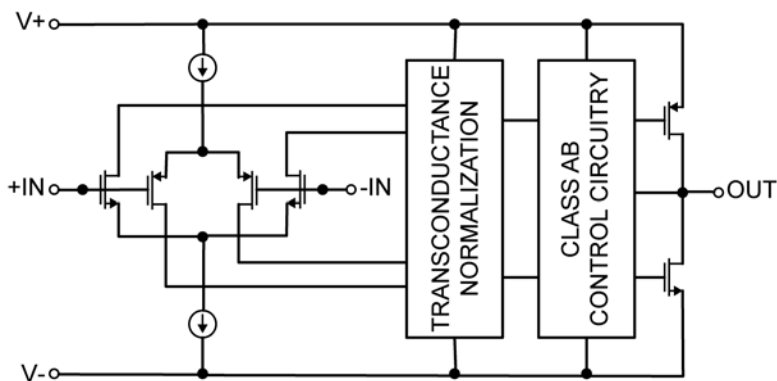 V+
+IN
-IN
TRANSCONDUCTANCE
NORMALIZATION
CLASS AB
CONTROL CIRCUITRY
OUT
V-